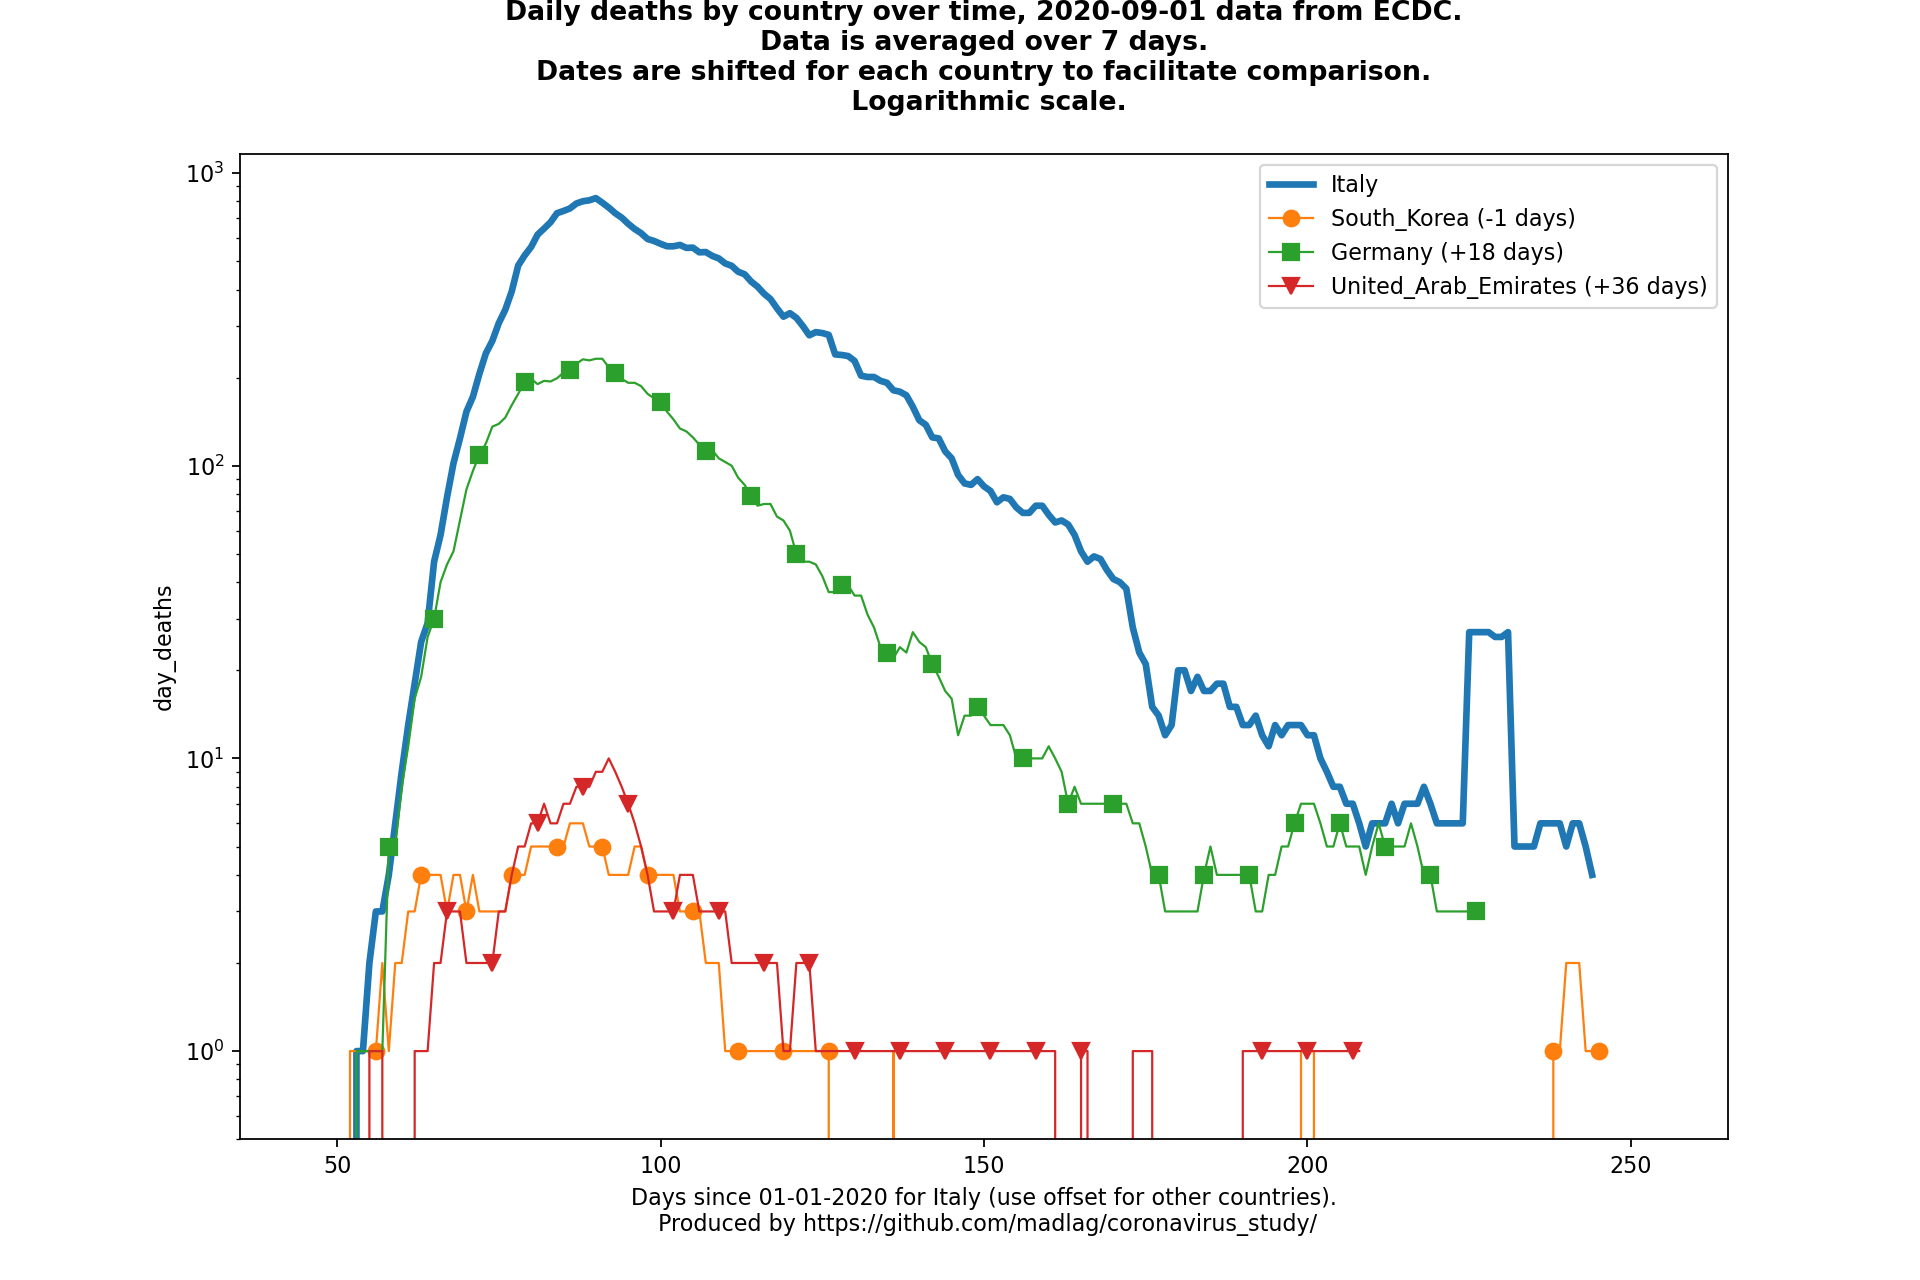 Daily deaths by country over time, 2020-09-01 data from ECDC.
Data is averaged over 7 days.
Dates are shifted for each country to facilitate comparison.
Logarithmic scale.
10³
10²
10¹
10⁰
day_deaths
Italy
South_Korea (-1 days)
Germany (+18 days)
United_Arab_Emirates (+36 days)
50 100 150 200 250
Days since 01-01-2020 for Italy (use offset for other countries).
Produced by https://github.com/madlag/coronavirus_study/